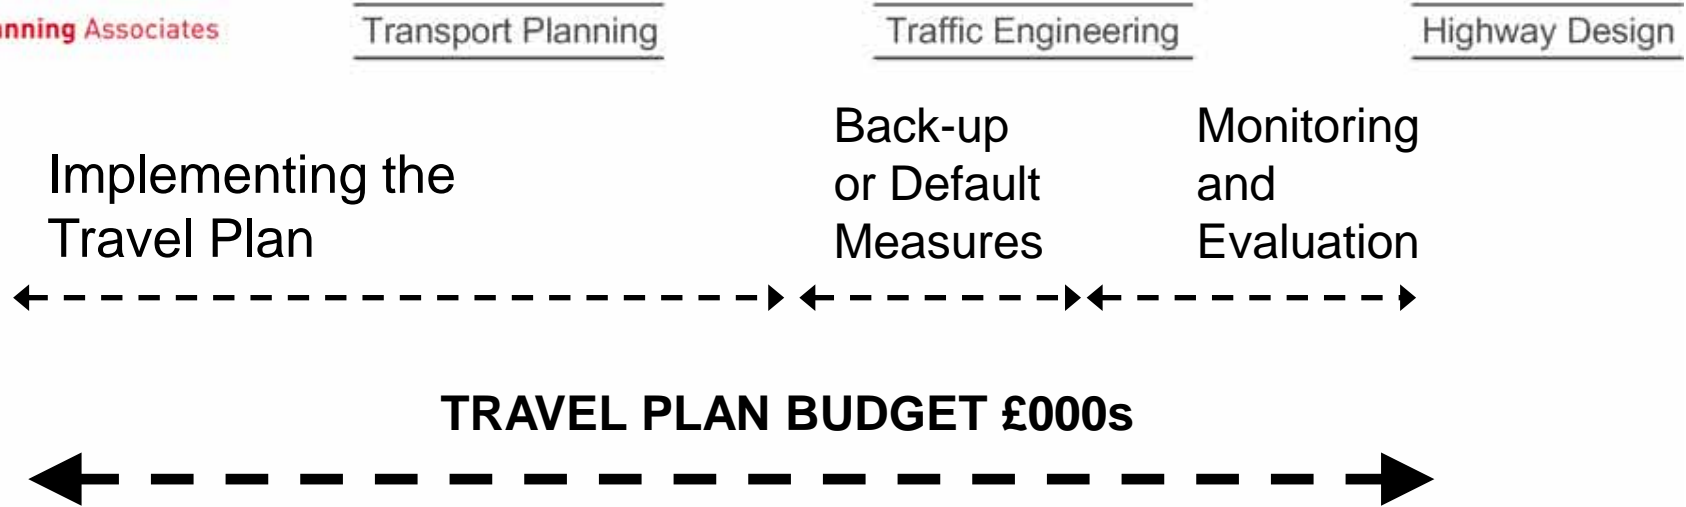 Associates
Transport Planning
Traffic Engineering
Highway Design
Implementing the
Travel Plan
Back-up
or Default
Measures
Monitoring
and
Evaluation
TRAVEL PLAN BUDGET £000s